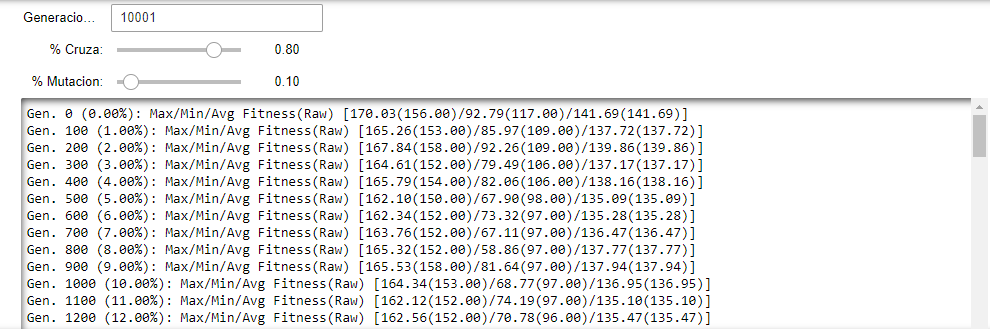 Generacio... 10001
% Cruza: 0.80
% Mutacion: 0.10
Gen. 0 (0.00%): Max/Min/Avg Fitness(Raw) [170.03(156.00)/92.79(117.00)/141.69(141.69)]
Gen. 100 (1.00%): Max/Min/Avg Fitness(Raw) [165.26(153.00)/85.97(109.00)/137.72(137.72)]
Gen. 200 (2.00%): Max/Min/Avg Fitness(Raw) [167.84(158.00)/92.26(109.00)/139.86(139.86)]
Gen. 300 (3.00%): Max/Min/Avg Fitness(Raw) [164.61(152.00)/79.49(106.00)/137.17(137.17)]
Gen. 400 (4.00%): Max/Min/Avg Fitness(Raw) [165.79(154.00)/82.06(106.00)/138.16(138.16)]
Gen. 500 (5.00%): Max/Min/Avg Fitness(Raw) [162.10(150.00)/67.90(98.00)/135.09(135.09)]
Gen. 600 (6.00%): Max/Min/Avg Fitness(Raw) [162.34(152.00)/73.32(97.00)/135.28(135.28)]
Gen. 700 (7.00%): Max/Min/Avg Fitness(Raw) [163.76(152.00)/67.11(97.00)/136.47(136.47)]
Gen. 800 (8.00%): Max/Min/Avg Fitness(Raw) [165.32(152.00)/58.86(97.00)/137.77(137.77)]
Gen. 900 (9.00%): Max/Min/Avg Fitness(Raw) [165.53(158.00)/81.64(97.00)/137.94(137.94)]
Gen. 1000 (10.00%): Max/Min/Avg Fitness(Raw) [164.34(153.00)/68.77(97.00)/136.95(136.95)]
Gen. 1100 (11.00%): Max/Min/Avg Fitness(Raw) [162.12(152.00)/74.19(97.00)/135.10(135.10)]
Gen. 1200 (12.00%): Max/Min/Avg Fitness(Raw) [162.56(152.00)/70.78(96.00)/135.47(135.47)]